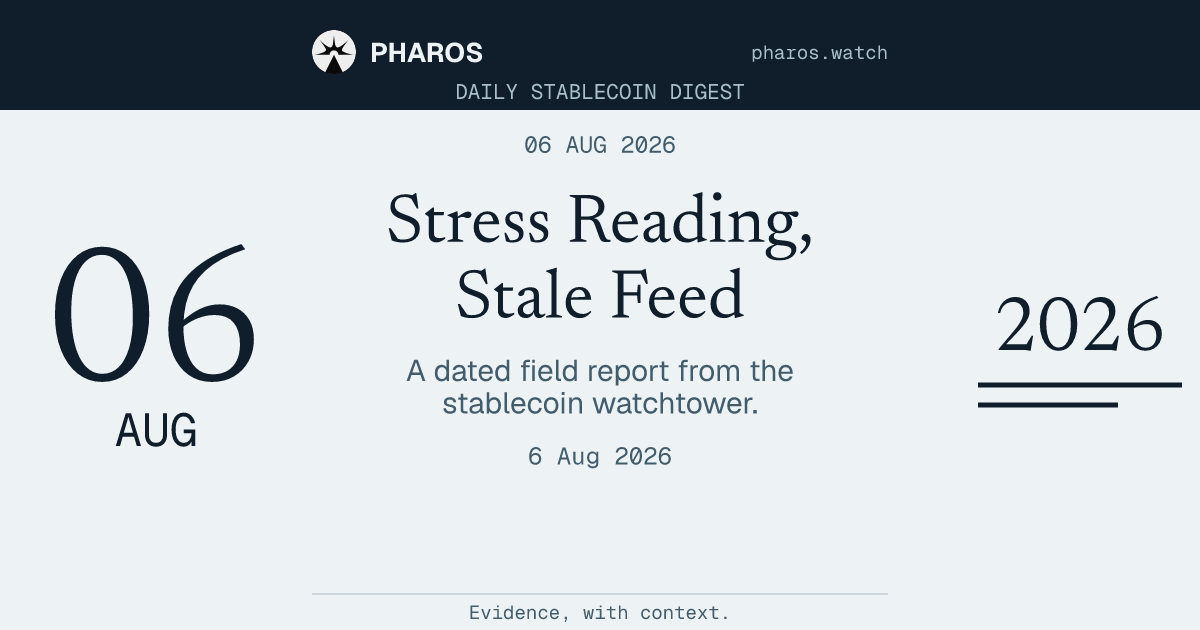 PHAROS
pharos.watch
DAILY STABLECOIN DIGEST
06 AUG 2026
06
AUG
Stress Reading,
Stale Feed
A dated field report from the
stablecoin watchtower.
6 Aug 2026
2026
Evidence, with context.